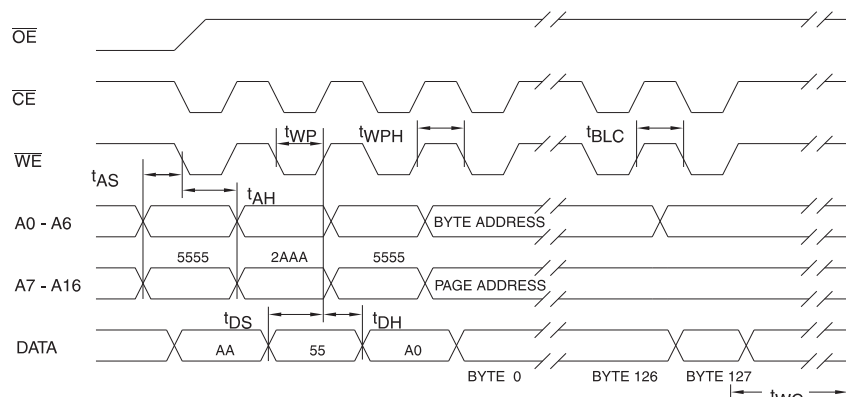 OE
CE
tWP
tWPH
tBLC
WE
tAS
tAH
A0 - A6
BYTE ADDRESS
5555
2AAA
5555
A7 - A16
PAGE ADDRESS
tDS
tDH
DATA
AA
55
A0
BYTE 0
BYTE 126
BYTE 127
tWC